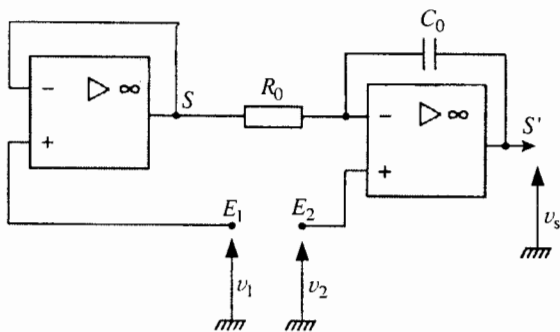 C₀
R₀
S
− ▷ ∞
+
− ▷ ∞
+
S'
E₁
E₂
v₁
v₂
vₛ